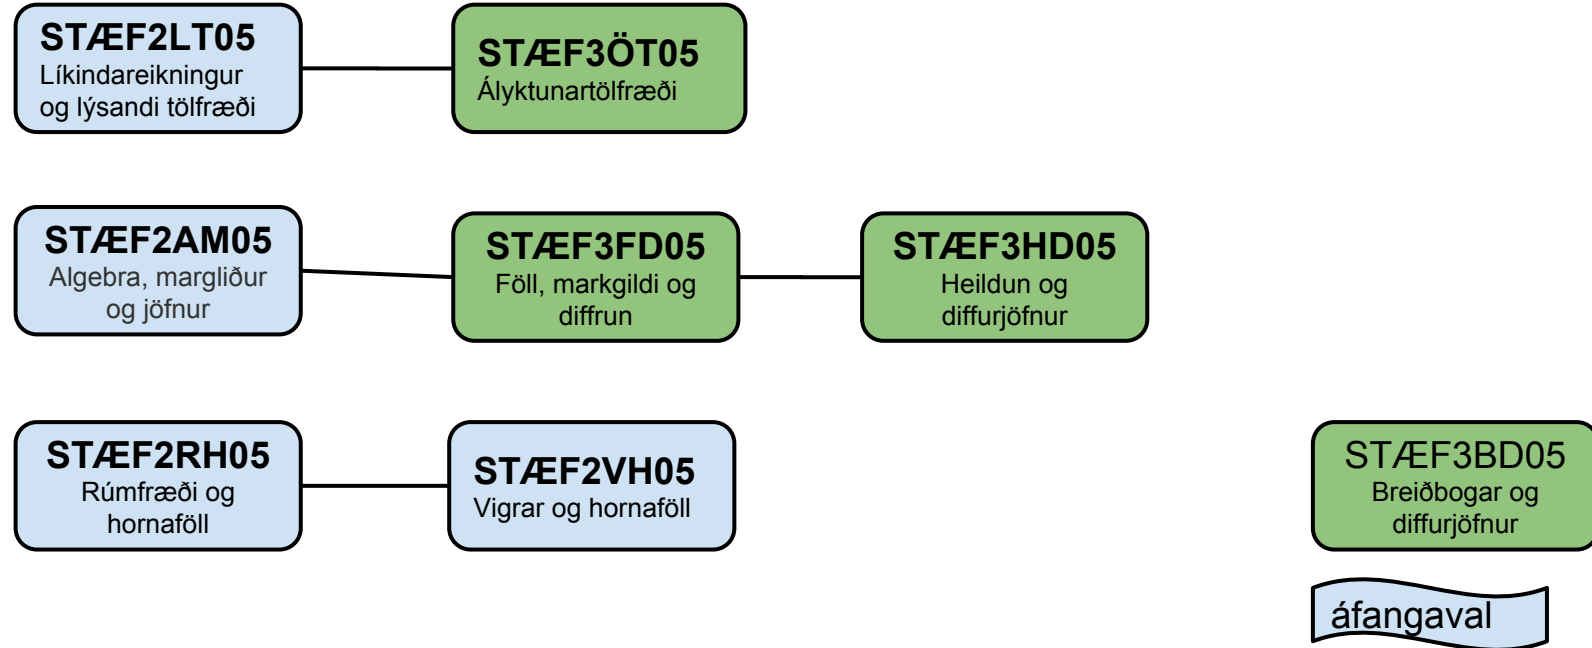 STÆF2LT05
Líkindareikningur
og lýsandi tölfræði
STÆF3ÖT05
Ályktunartölfræði
STÆF2AM05
Algebra, margliður
og jöfnur
STÆF3FD05
Föll, markgildi og
diffrun
STÆF3HD05
Heildun og
diffurjöfnur
STÆF2RH05
Rúmfræði og
hornaföll
STÆF2VH05
Vigrar og hornaföll
STÆF3BD05
Breiðbogar og
diffurjöfnur
áfangaval